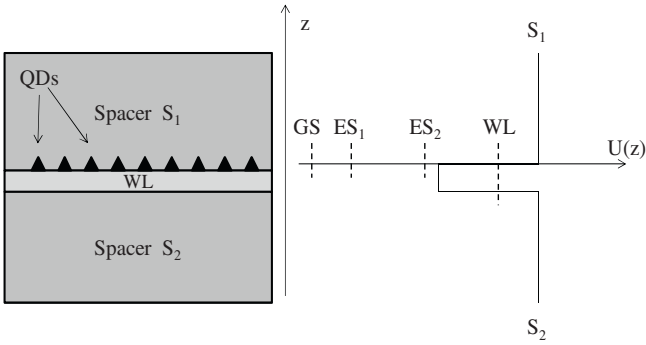 QDs
Spacer S₁
WL
Spacer S₂
z
S₁
GS ES₁ ES₂ WL
U(z)
S₂